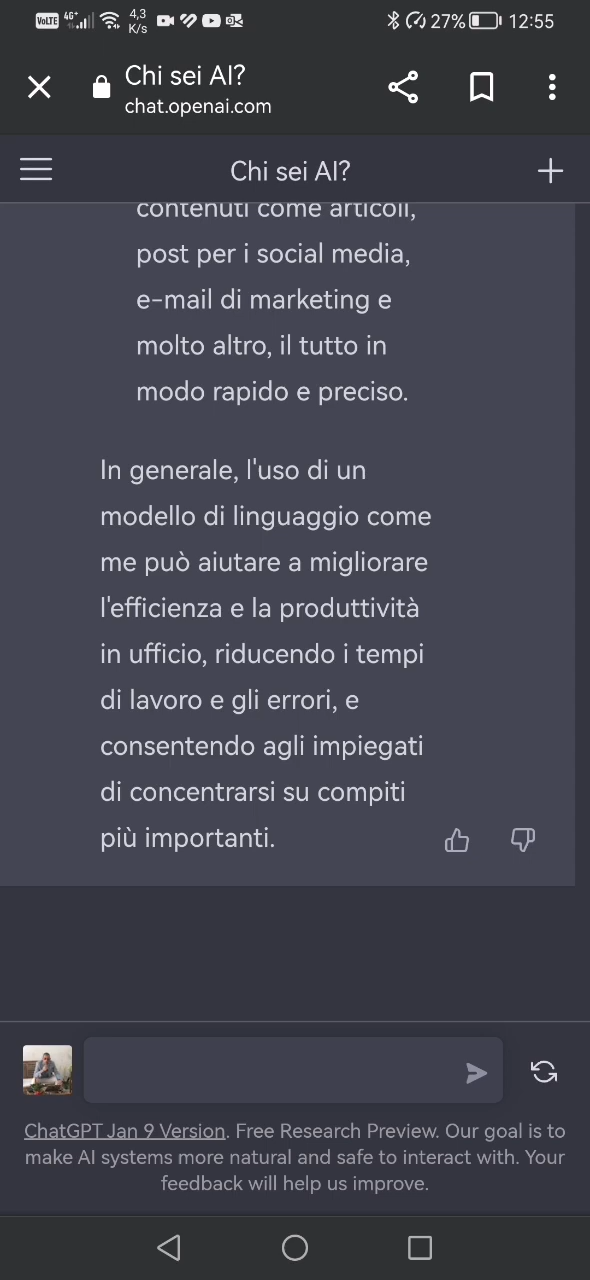 VoLTE 4G+ 4,3 K/s 27% 12:55
Chi sei AI?
chat.openai.com
Chi sei AI?
contenuti come articoli,
post per i social media,
e-mail di marketing e
molto altro, il tutto in
modo rapido e preciso.
In generale, l'uso di un
modello di linguaggio come
me può aiutare a migliorare
l'efficienza e la produttività
in ufficio, riducendo i tempi
di lavoro e gli errori, e
consentendo agli impiegati
di concentrarsi su compiti
più importanti.
ChatGPT Jan 9 Version. Free Research Preview. Our goal is to
make AI systems more natural and safe to interact with. Your
feedback will help us improve.